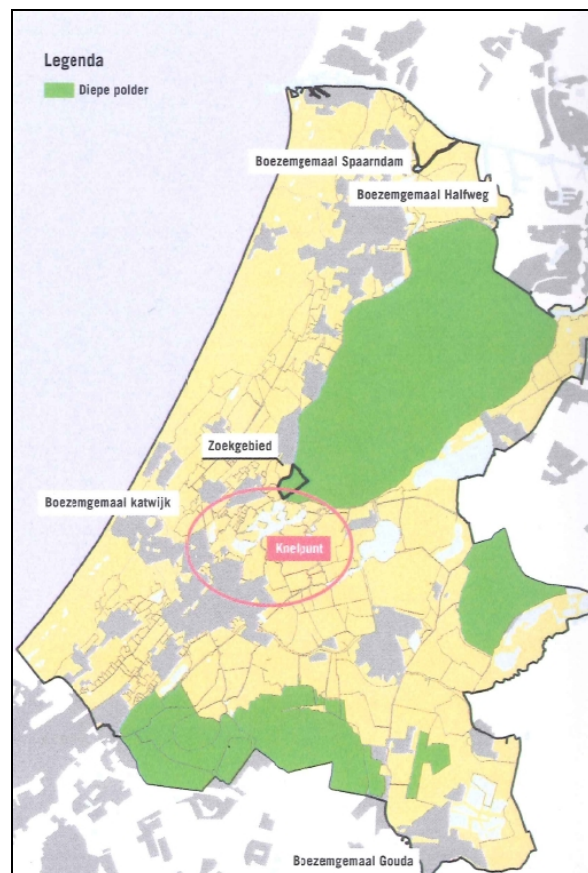 Legenda
Diepe polder
Boezemgemaal Spaarndam
Boezemgemaal Halfweg
Zoekgebied
Boezemgemaal katwijk
Knelpunt
Boezemgemaal Gouda